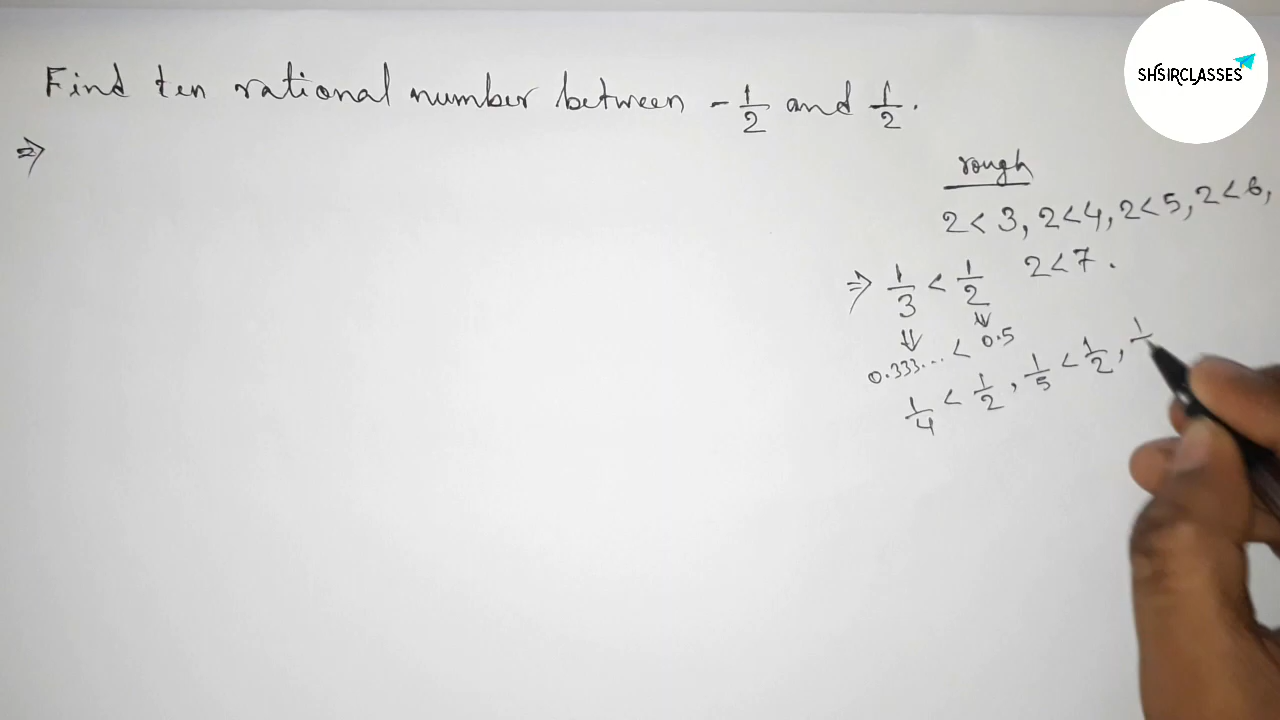 Find ten rational number between -1/2 and 1/2.
SHSIRCLASSES
⇒
rough
2 < 3, 2 < 4, 2 < 5, 2 < 6,
2 < 7.
⇒ 1/3 < 1/2
⇓ ⇓
0.333... < 0.5
1/4 < 1/2, 1/5 < 1/2, 1/